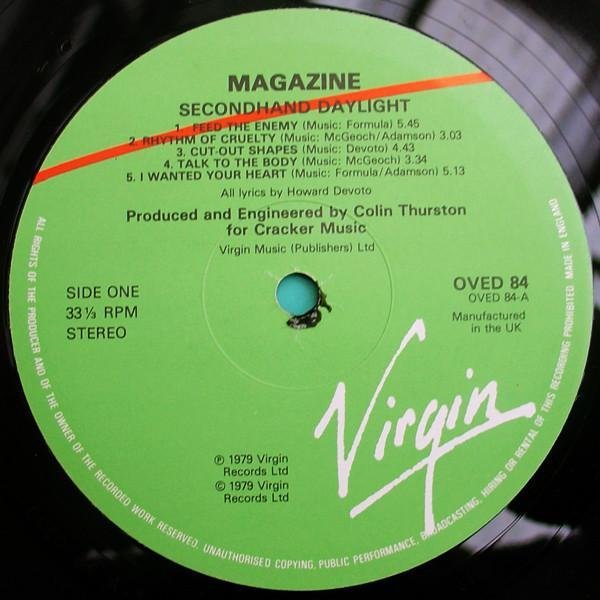 MAGAZINE
SECONDHAND DAYLIGHT
1. FEED THE ENEMY (Music: Formula) 5.45
2. RHYTHM OF CRUELTY (Music: McGeoch/Adamson) 3.03
3. CUT-OUT SHAPES (Music: Devoto) 4.43
4. TALK TO THE BODY (Music: McGeoch) 3.34
5. I WANTED YOUR HEART (Music: Formula/Adamson) 5.13
All lyrics by Howard Devoto
Produced and Engineered by Colin Thurston
for Cracker Music
Virgin Music (Publishers) Ltd
SIDE ONE
33⅓ RPM
STEREO
OVED 84
OVED 84-A
Manufactured
in the UK
Virgin
℗ 1979 Virgin
Records Ltd
© 1979 Virgin
Records Ltd
ALL RIGHTS OF THE PRODUCER AND OF THE OWNER OF THE RECORDED WORK RESERVED. UNAUTHORISED COPYING, PUBLIC PERFORMANCE, BROADCASTING, HIRING OR RENTAL OF THIS RECORDING PROHIBITED. MADE IN ENGLAND